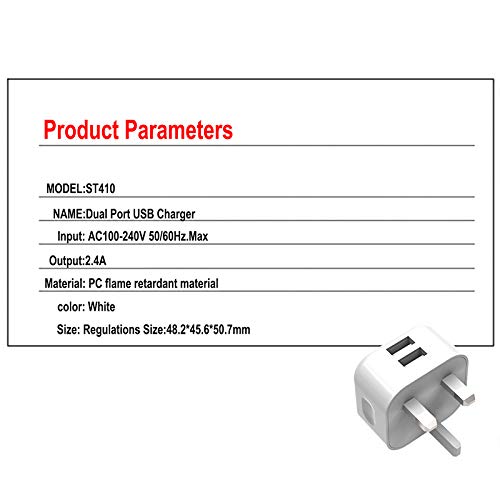 Product Parameters
MODEL:ST410
NAME:Dual Port USB Charger
Input: AC100-240V 50/60Hz.Max
Output:2.4A
Material: PC flame retardant material
color: White
Size: Regulations Size:48.2*45.6*50.7mm